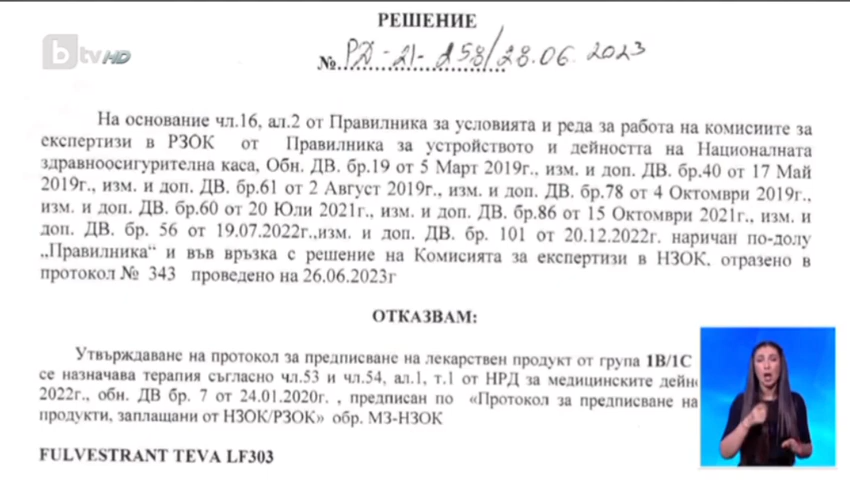 РЕШЕНИЕ
btv HD
№ РД-21-258/28.06.2023
На основание чл.16, ал.2 от Правилника за условията и реда за работа на комисиите за
експертизи в РЗОК от Правилника за устройството и дейността на Националната
здравноосигурителна каса, Обн. ДВ. бр.19 от 5 Март 2019г., изм. и доп. ДВ. бр.40 от 17 Май
2019г., изм. и доп. ДВ. бр.61 от 2 Август 2019г., изм. и доп. ДВ. бр.78 от 4 Октомври 2019г.,
изм. и доп. ДВ. бр.60 от 20 Юли 2021г., изм. и доп. ДВ. бр.86 от 15 Октомври 2021г., изм. и
доп. ДВ. бр. 56 от 19.07.2022г.,изм. и доп. ДВ. бр. 101 от 20.12.2022г. наричан по-долу
„Правилника“ и във връзка с решение на Комисията за експертизи в НЗОК. отразено в
протокол № 343 проведено на 26.06.2023г
ОТКАЗВАМ:
Утвърждаване на протокол за предписване на лекарствен продукт от група 1В/1С
се назначава терапия съгласно чл.53 и чл.54, ал.1, т.1 от НРД за медицинските дейн
2022г., обн. ДВ бр. 7 от 24.01.2020г. , предписан по «Протокол за предписване на
продукти, заплащани от НЗОК/РЗОК» обр. МЗ-НЗОК
FULVESTRANT TEVA LF303